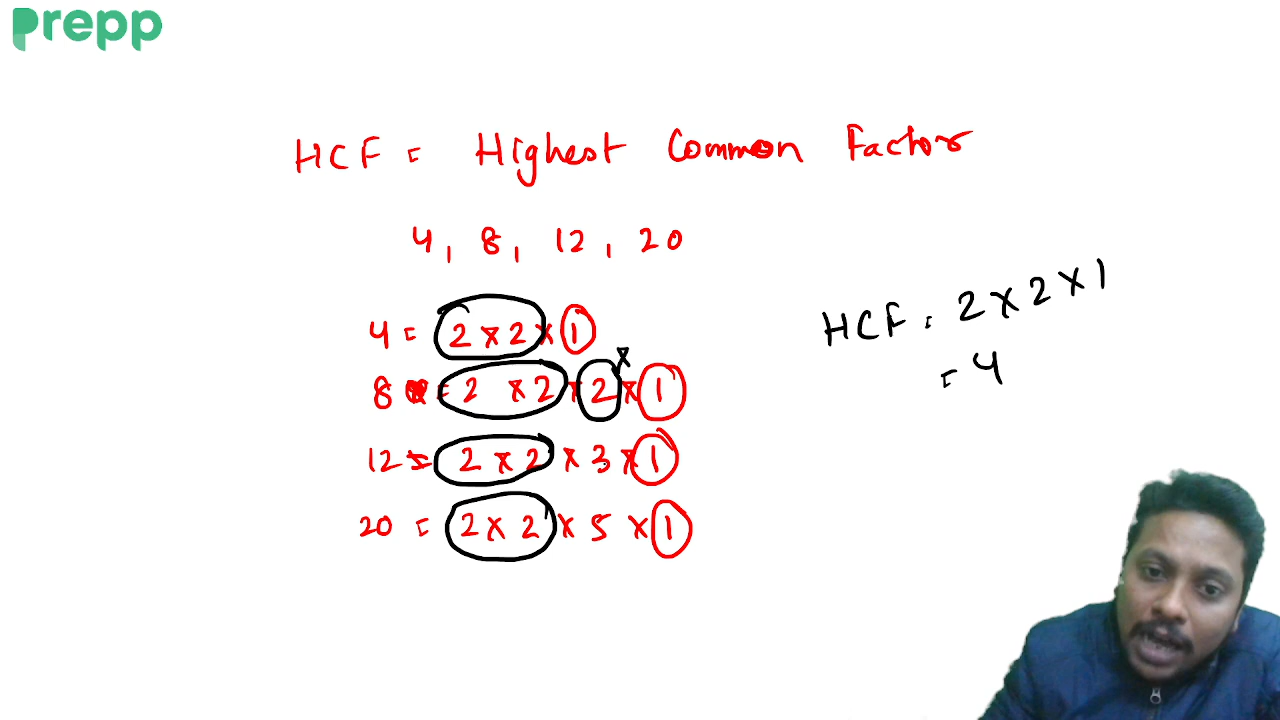 Prepp
HCF = Highest Common Factor
4, 8, 12, 20
4 = 2 × 2 × 1
8 = 2 × 2 × 2 × 1
x
12 = 2 × 2 × 3 × 1
20 = 2 × 2 × 5 × 1
HCF = 2 × 2 × 1
= 4